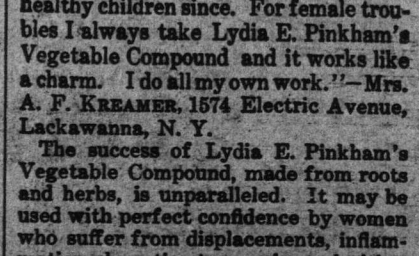 healthy children since. For female trou-
bles I always take Lydia E. Pinkham's
Vegetable Compound and it works like
a charm. I do all my own work."—Mrs.
A. F. KREAMER, 1574 Electric Avenue,
Lackawanna, N. Y.
The success of Lydia E. Pinkham's
Vegetable Compound, made from roots
and herbs, is unparalleled. It may be
used with perfect confidence by women
who suffer from displacements, inflam-